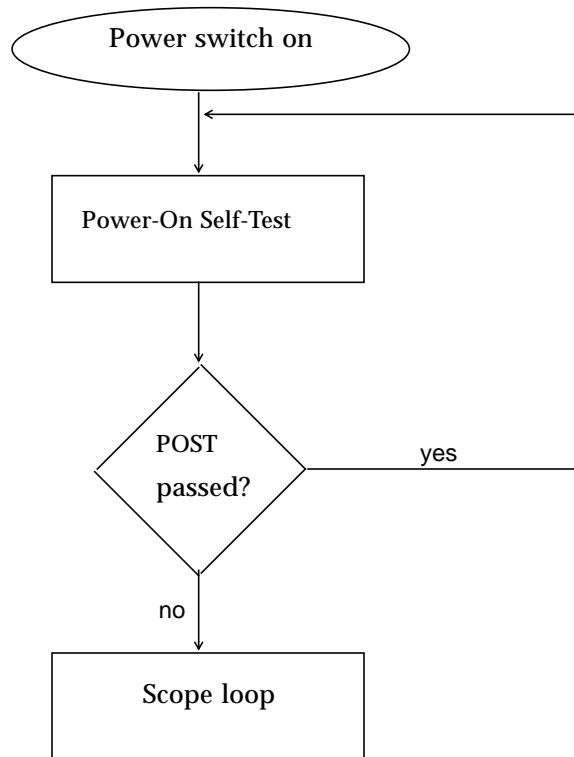 Power switch on
Power-On Self-Test
POST
passed?
yes
no
Scope loop